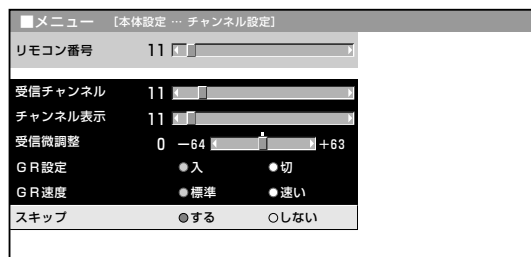 ■メニュー [本体設定 … チャンネル設定]
リモコン番号 11
受信チャンネル 11
チャンネル表示 11
受信微調整 0 −64 +63
GR設定 ●入 ●切
GR速度 ●標準 ●速い
スキップ ◎する ○しない